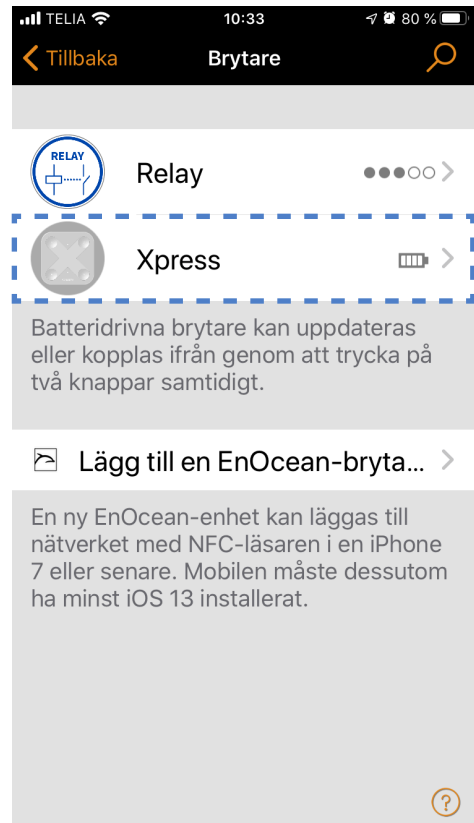 TELIA 10:33 80 %
Tillbaka Brytare
RELAY
Relay
Xpress
Batteridrivna brytare kan uppdateras
eller kopplas ifrån genom att trycka på
två knappar samtidigt.
Lägg till en EnOcean-bryta...
En ny EnOcean-enhet kan läggas till
nätverket med NFC-läsaren i en iPhone
7 eller senare. Mobilen måste dessutom
ha minst iOS 13 installerat.
?